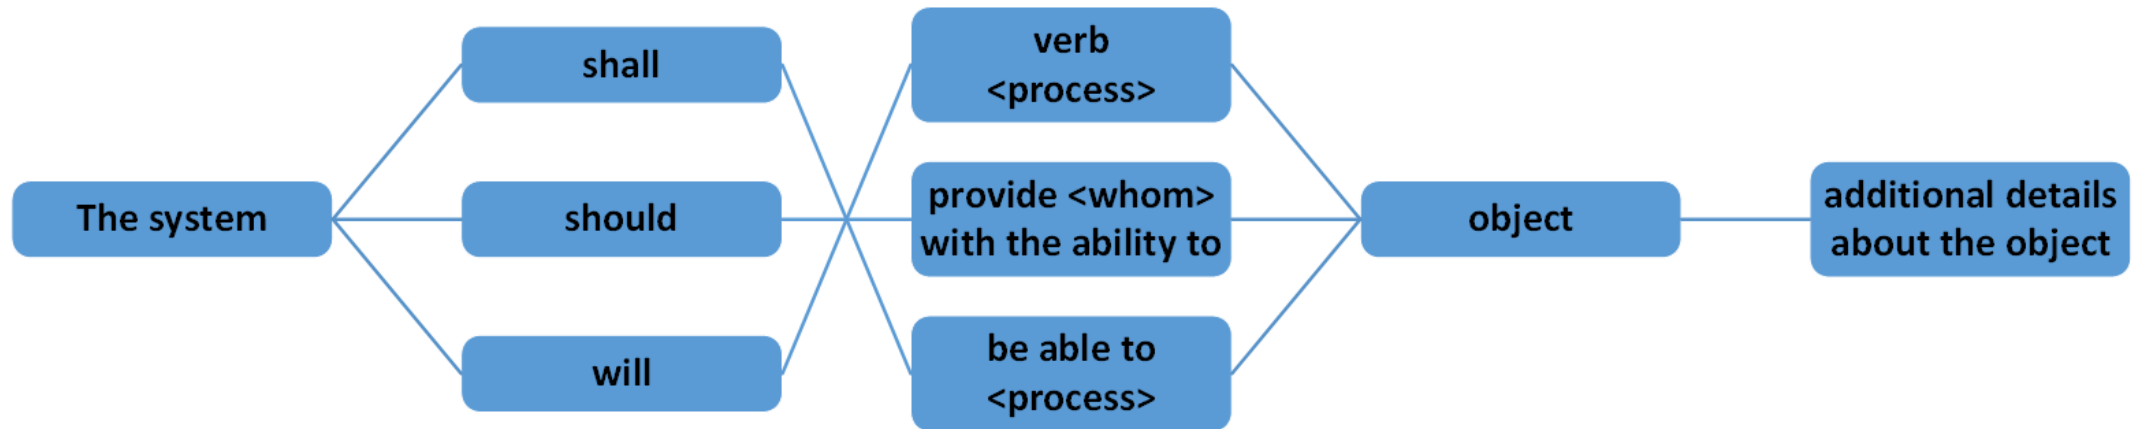 The system
shall
should
will
verb
<process>
provide <whom>
with the ability to
be able to
<process>
object
additional details
about the object